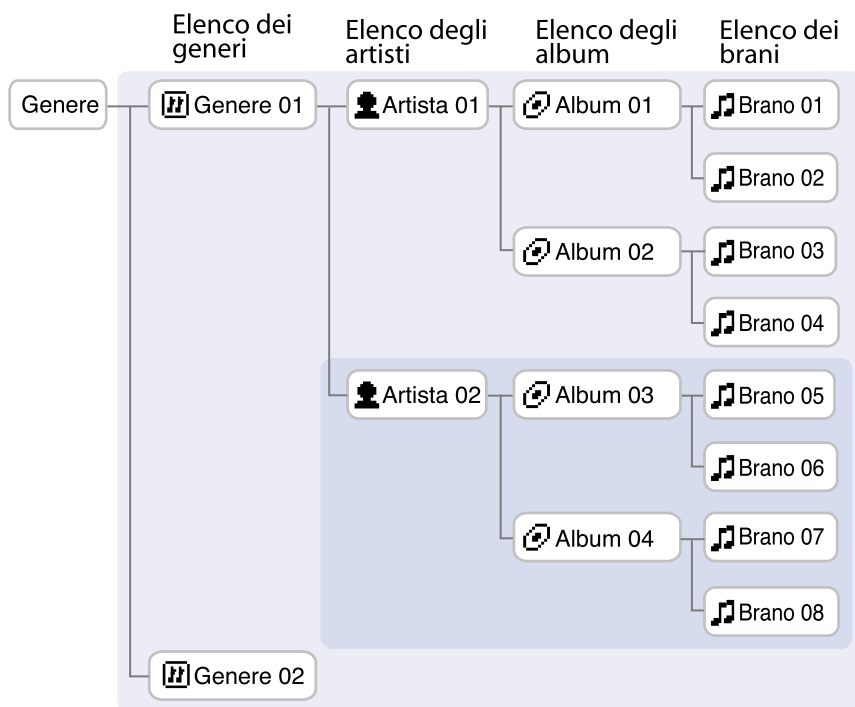 Elenco dei
generi
Elenco degli
artisti
Elenco degli
album
Elenco dei
brani
Genere
Genere 01
Artista 01
Album 01
Brano 01
Brano 02
Album 02
Brano 03
Brano 04
Artista 02
Album 03
Brano 05
Brano 06
Album 04
Brano 07
Brano 08
Genere 02